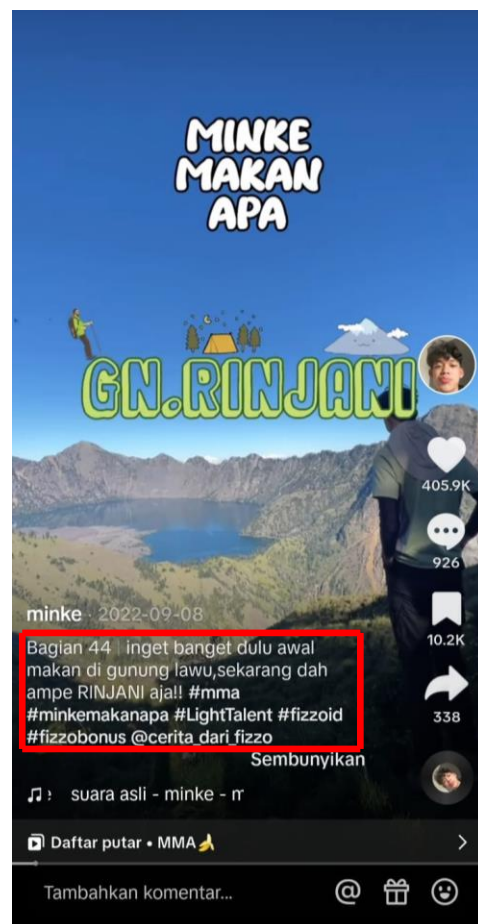 MINKE
MAKAN
APA
GN.RINJANI
405.9K
926
minke · 2022-09-08
10.2K
Bagian 44 | inget banget dulu awal
makan di gunung lawu,sekarang dah
ampe RINJANI aja!! #mma
#minkemakanapa #LightTalent #fizzoid
#fizzobonus @cerita_dari_fizzo
338
Sembunyikan
suara asli - minke - m
Daftar putar • MMA🍌
Tambahkan komentar...